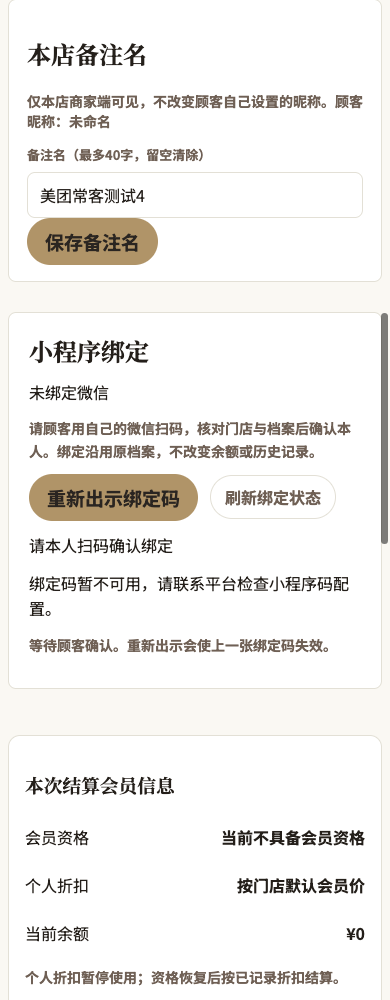 本店备注名
仅本店商家端可见，不改变顾客自己设置的昵称。顾客
昵称：未命名
备注名（最多40字，留空清除）
美团常客测试4
保存备注名
小程序绑定
未绑定微信
请顾客用自己的微信扫码，核对门店与档案后确认本
人。绑定沿用原档案，不改变余额或历史记录。
重新出示绑定码
刷新绑定状态
请本人扫码确认绑定
绑定码暂不可用，请联系平台检查小程序码配
置。
等待顾客确认。重新出示会使上一张绑定码失效。
本次结算会员信息
会员资格 当前不具备会员资格
个人折扣 按门店默认会员价
当前余额 ¥0
个人折扣暂停使用；资格恢复后按已记录折扣结算。